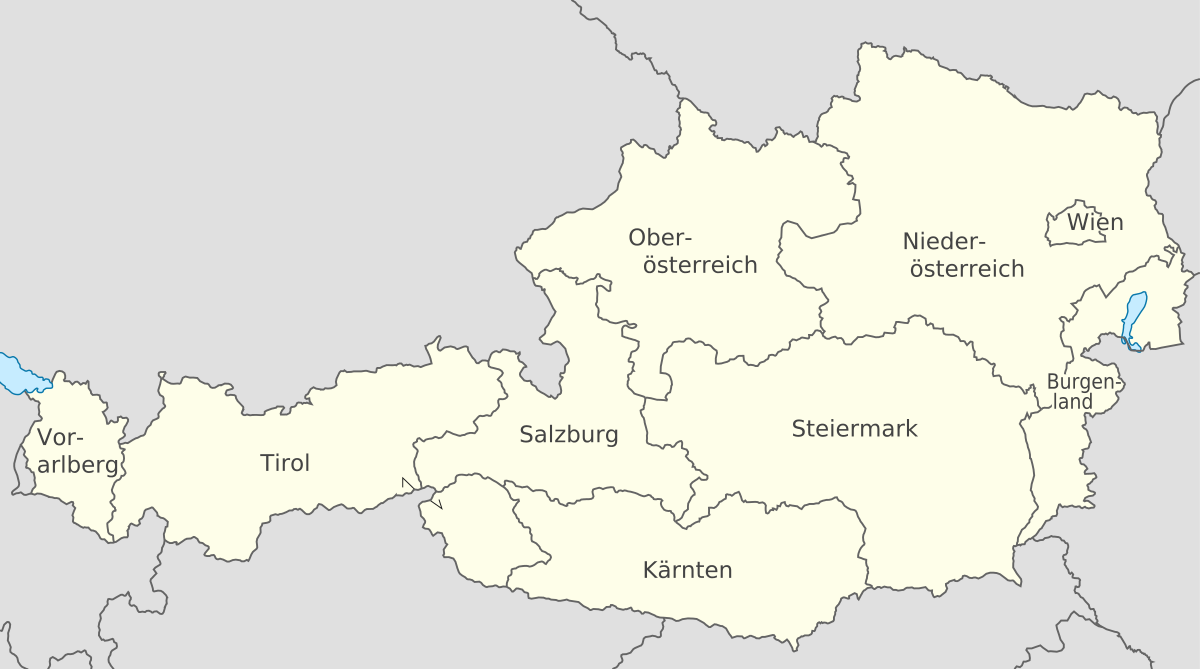 Wien
Ober-
österreich
Nieder-
österreich
Burgen-
land
Vor-
arlberg
Tirol
Salzburg
Steiermark
Kärnten